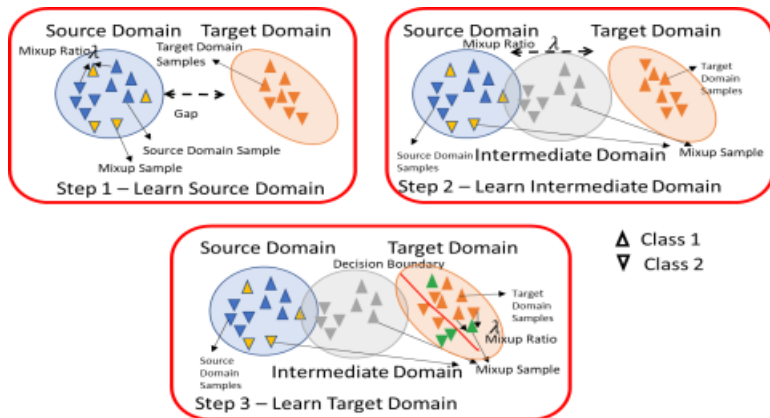 Source Domain
Target Domain
Mixup Ratio λ
Target Domain
Samples
Gap
Source Domain Sample
Mixup Sample
Step 1 – Learn Source Domain
Source Domain
Target Domain
Mixup Ratio
λ
Target
Domain
Samples
Source Domain
Samples
Intermediate Domain
Mixup Sample
Step 2 – Learn Intermediate Domain
Source Domain
Target Domain
Decision Boundary
Target
Domain
Samples
λ
Mixup Ratio
Source
Domain
Samples
Intermediate Domain
Mixup Sample
Step 3 – Learn Target Domain
Class 1
Class 2